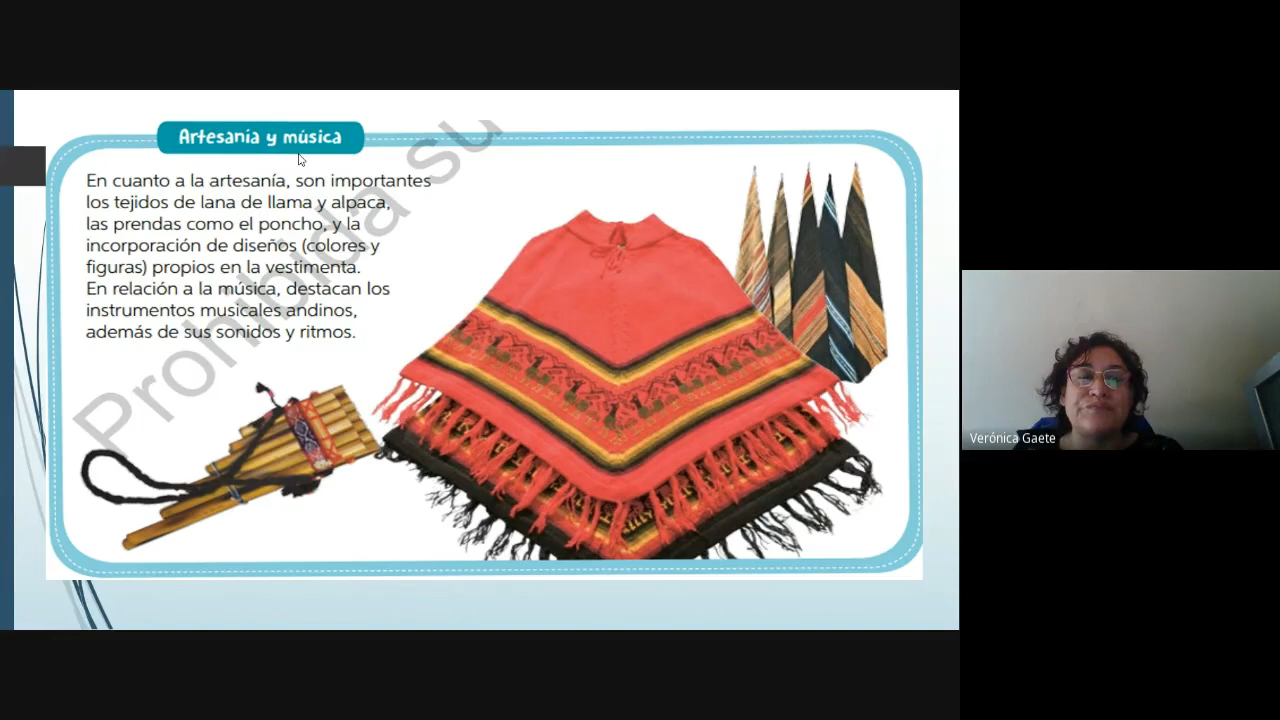 Artesanía y música
En cuanto a la artesanía, son importantes
los tejidos de lana de llama y alpaca,
las prendas como el poncho, y la
incorporación de diseños (colores y
figuras) propios en la vestimenta.
En relación a la música, destacan los
instrumentos musicales andinos,
además de sus sonidos y ritmos.
Prohibida su
Verónica Gaete